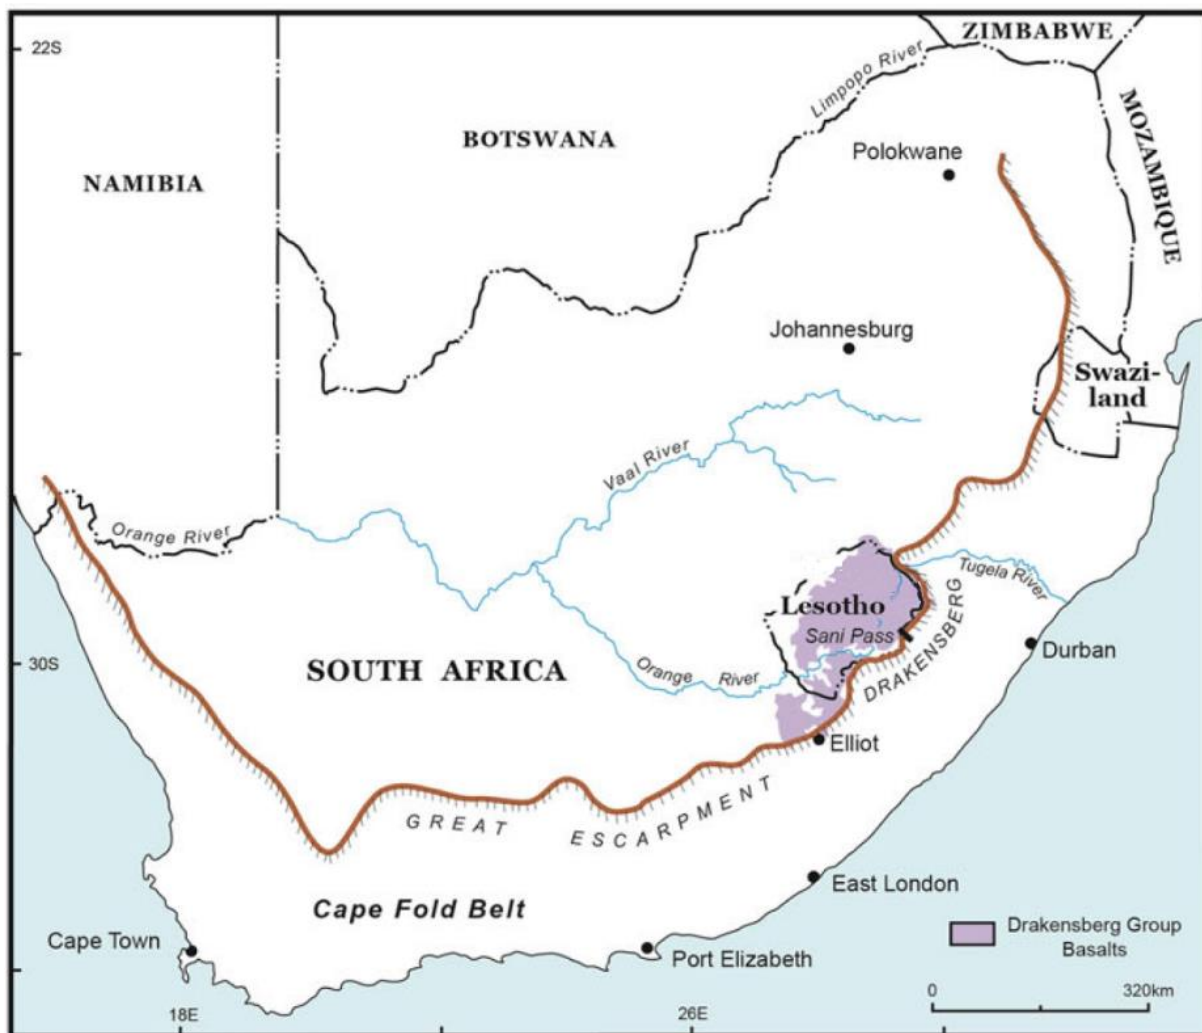 22S
ZIMBABWE
Limpopo River
BOTSWANA
MOZAMBIQUE
Polokwane
NAMIBIA
Johannesburg
Swazi-
land
Vaal River
Orange River
Tugela River
Lesotho
Sani Pass
DRAKENSBERG
30S
SOUTH AFRICA
Orange River
Durban
Elliot
GREAT ESCARPMENT
East London
Cape Fold Belt
Drakensberg Group
Basalts
Cape Town
Port Elizabeth
0 320km
18E 26E